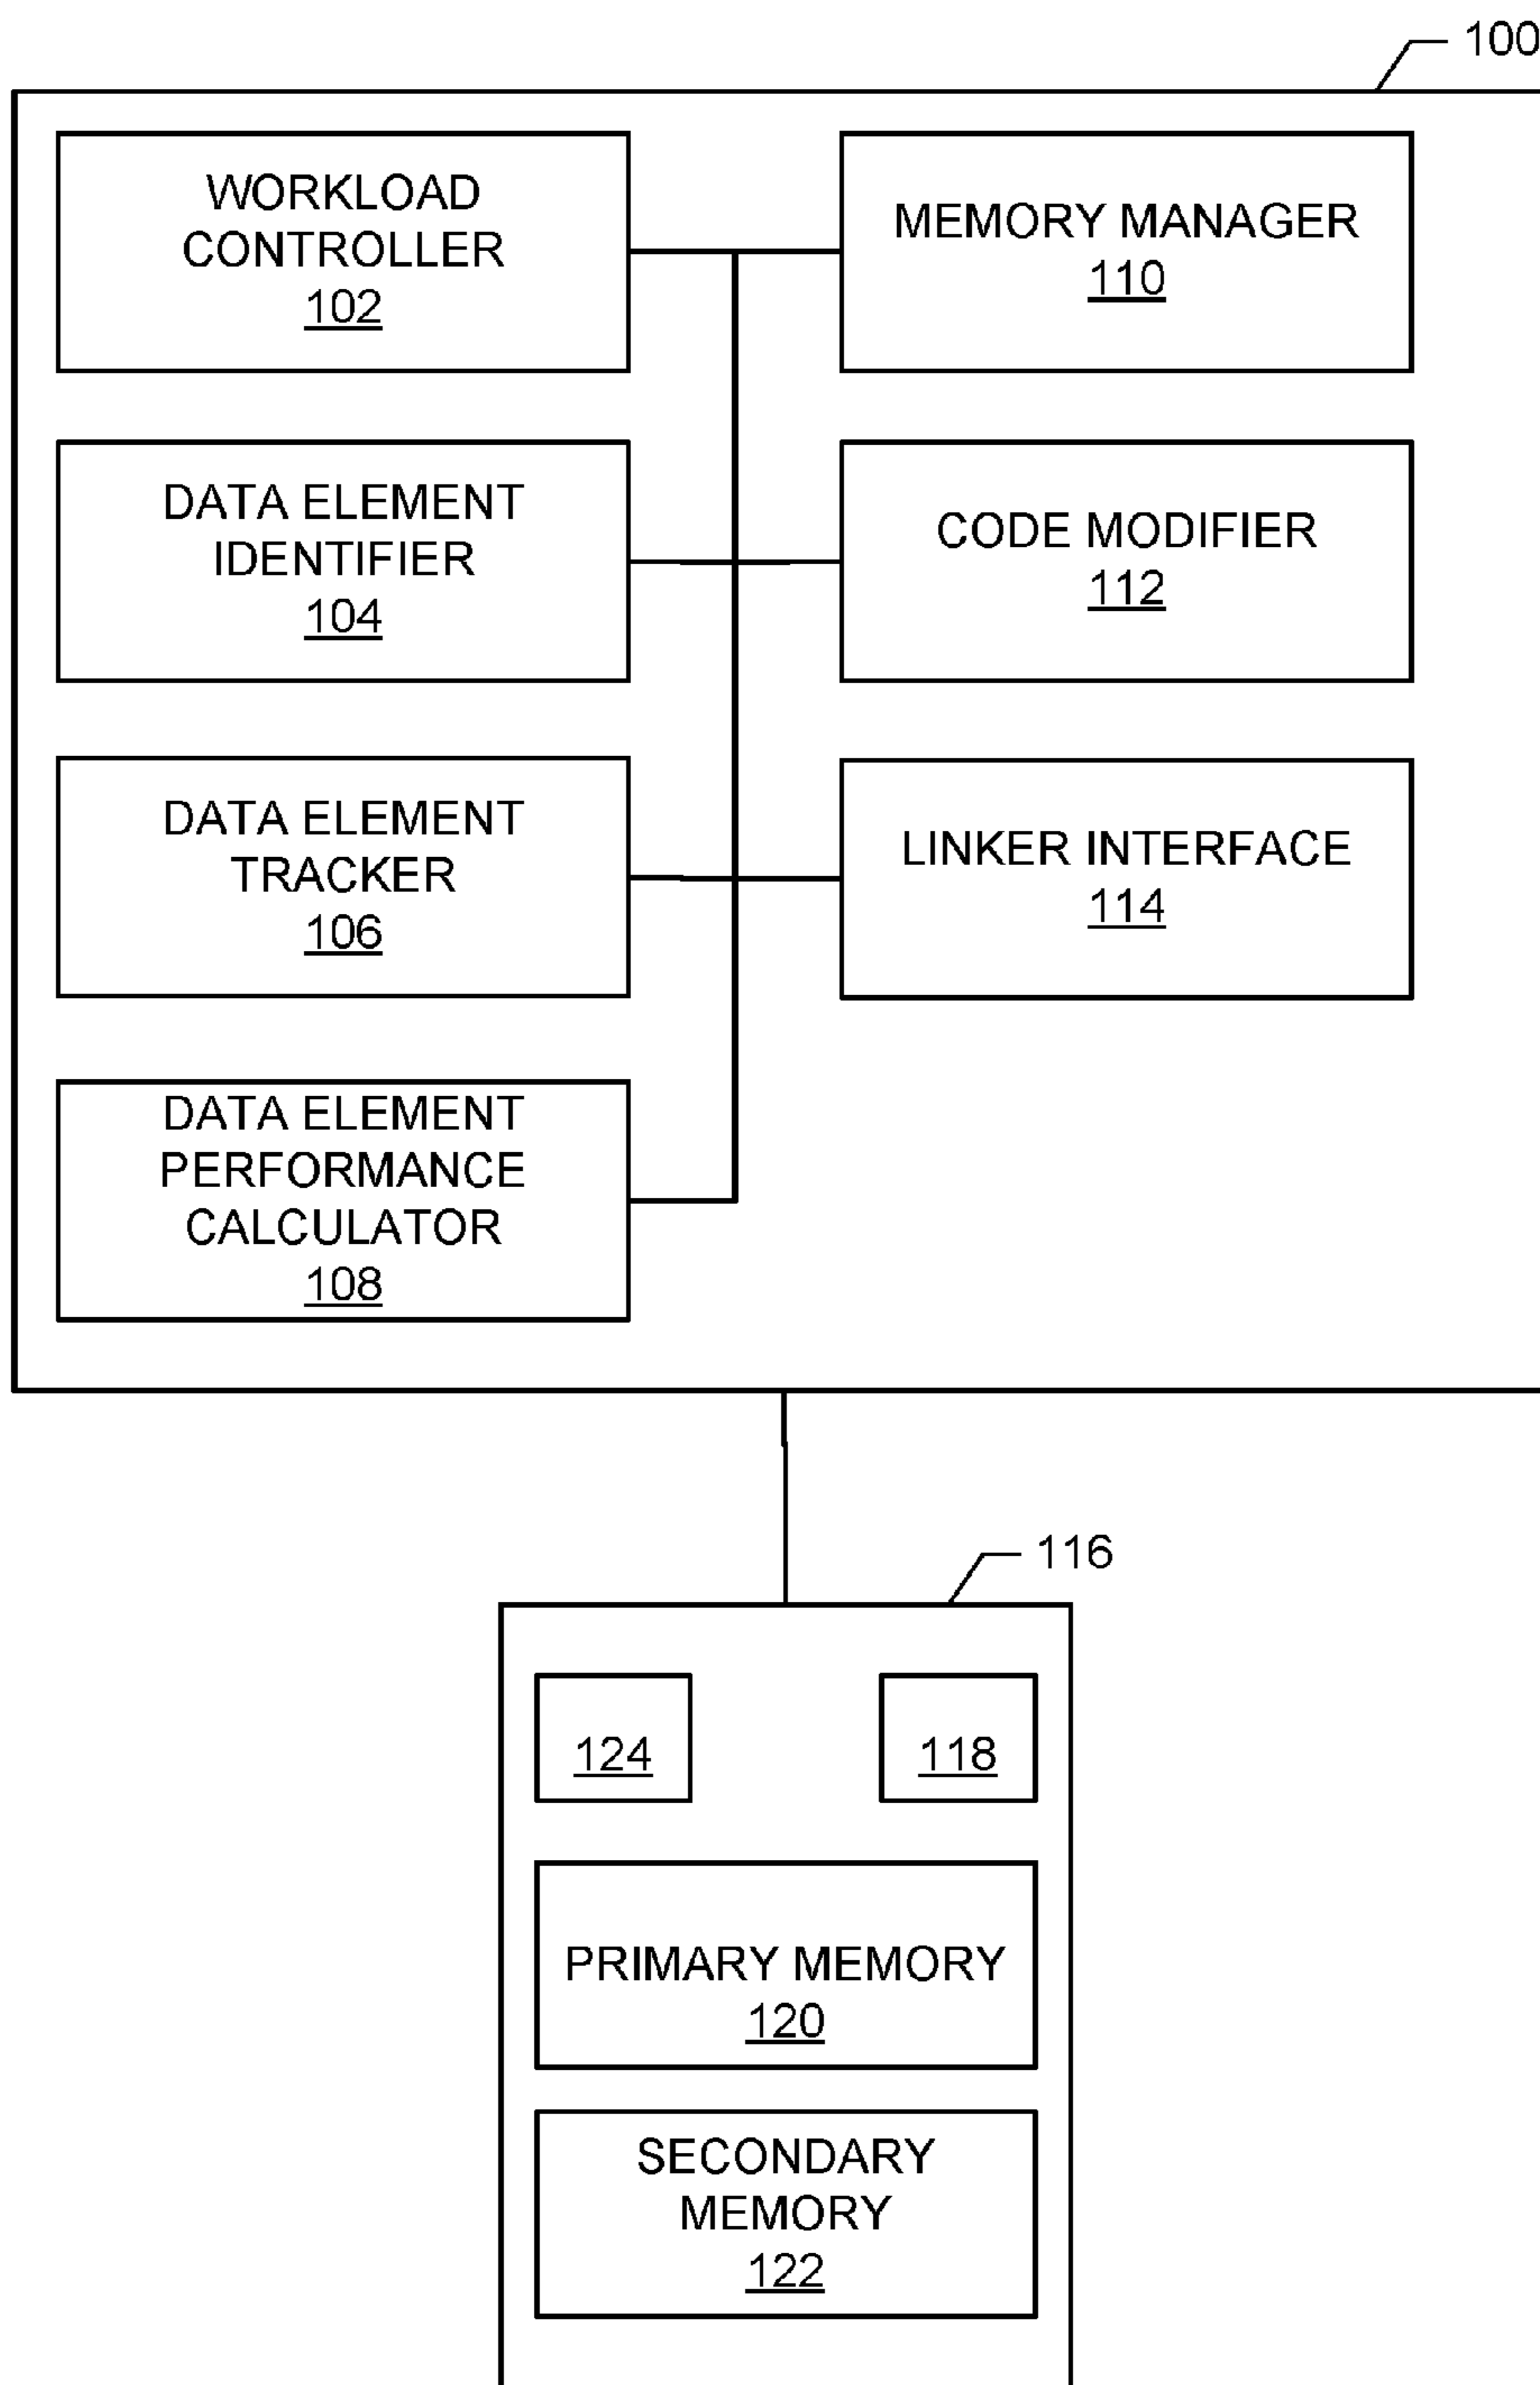 100
WORKLOAD
CONTROLLER
102
MEMORY MANAGER
110
DATA ELEMENT
IDENTIFIER
104
CODE MODIFIER
112
DATA ELEMENT
TRACKER
106
LINKER INTERFACE
114
DATA ELEMENT
PERFORMANCE
CALCULATOR
108
116
124
118
PRIMARY MEMORY
120
SECONDARY
MEMORY
122